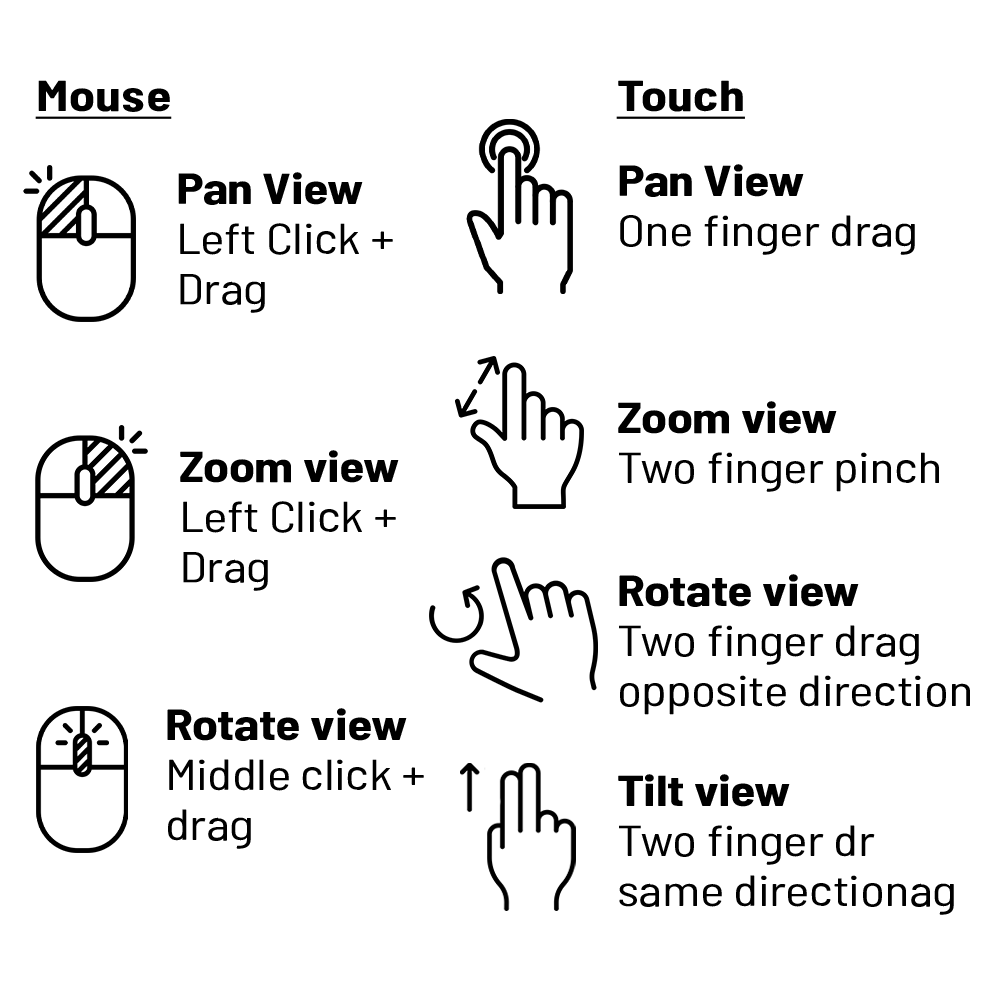 Mouse
Pan View
Left Click +
Drag
Zoom view
Left Click +
Drag
Rotate view
Middle click +
drag
Touch
Pan View
One finger drag
Zoom view
Two finger pinch
Rotate view
Two finger drag
opposite direction
Tilt view
Two finger dr
same directionag